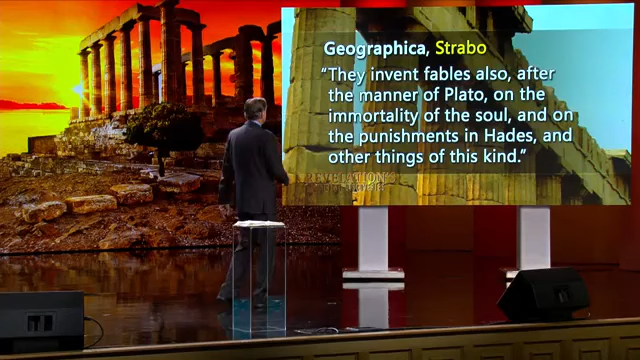 Geographica, Strabo
“They invent fables also, after
the manner of Plato, on the
immortality of the soul, and on
the punishments in Hades, and
other things of this kind.”
REVELATION'S